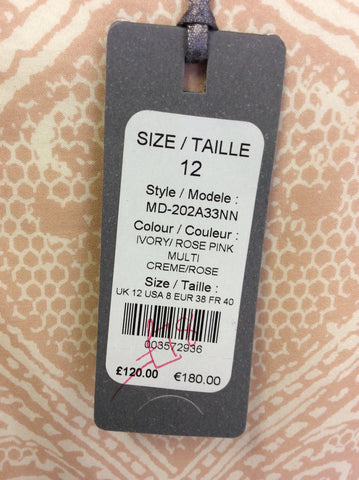 SIZE / TAILLE
12
Style / Modele :
MD-202A33NN
Colour / Couleur :
IVORY/ ROSE PINK
MULTI
CREME/ROSE
Size / Taille :
UK 12 USA 8 EUR 38 FR 40
003572936
£120.00 €180.00